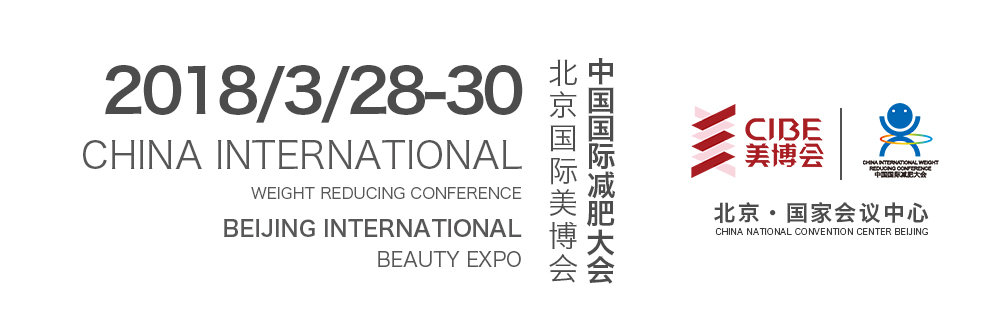 2018/3/28-30
CHINA INTERNATIONAL
WEIGHT REDUCING CONFERENCE
BEIJING INTERNATIONAL
BEAUTY EXPO
中国国际减肥大会
北京国际美博会
CIBE
美博会
CHINA INTERNATIONAL WEIGHT
REDUCING CONFERENCE
中国国际减肥大会
北京·国家会议中心
CHINA NATIONAL CONVENTION CENTER BEIJING